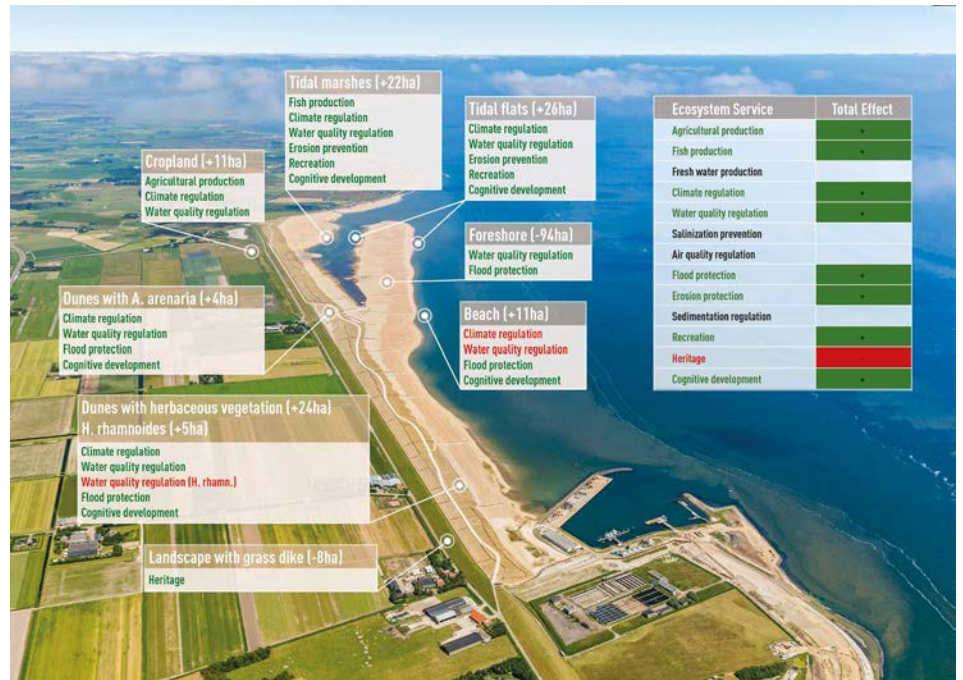 Tidal marshes (+22ha)
Fish production
Climate regulation
Water quality regulation
Erosion prevention
Recreation
Cognitive development
Tidal flats (+26ha)
Climate regulation
Water quality regulation
Erosion prevention
Recreation
Cognitive development
Cropland (+11ha)
Agricultural production
Climate regulation
Water quality regulation
Foreshore (-94ha)
Water quality regulation
Flood protection
Dunes with A. arenaria (+4ha)
Climate regulation
Water quality regulation
Flood protection
Cognitive development
Beach (+11ha)
Climate regulation
Water quality regulation
Flood protection
Cognitive development
Dunes with herbaceous vegetation (+24ha)
H. rhamnoides (+5ha)
Climate regulation
Water quality regulation
Water quality regulation (H. rhamn.)
Flood protection
Cognitive development
Landscape with grass dike (-8ha)
Heritage
Ecosystem Service Total Effect
Agricultural production +
Fish production +
Fresh water production
Climate regulation +
Water quality regulation +
Salinization prevention
Air quality regulation
Flood protection +
Erosion protection +
Sedimentation regulation
Recreation +
Heritage -
Cognitive development +